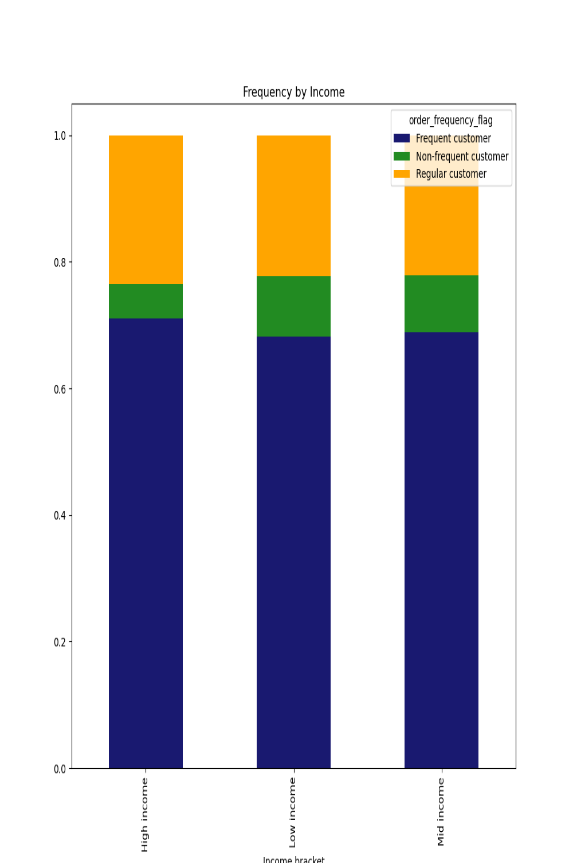 Frequency by Income
order_frequency_flag
Frequent customer
Non-frequent customer
Regular customer
1.0
0.8
0.6
0.4
0.2
0.0
High income
Low income
Mid income
Income bracket